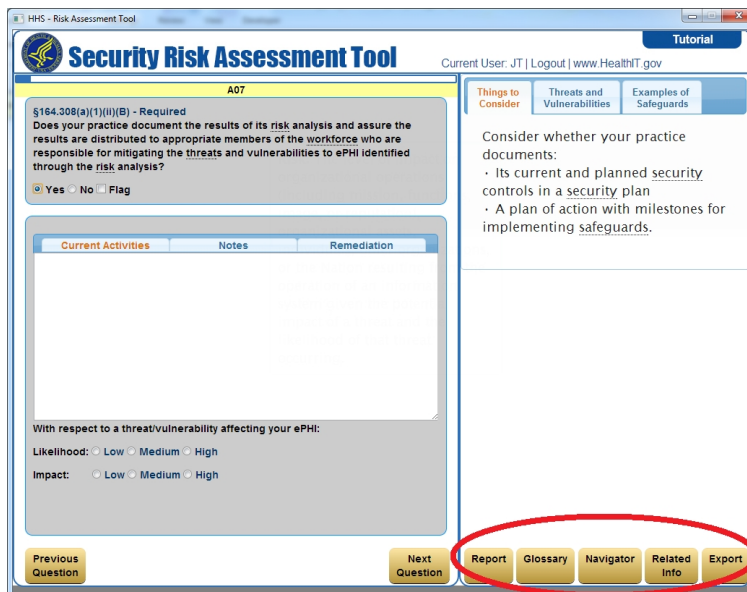 HHS - Risk Assessment Tool
Security Risk Assessment Tool
Tutorial
Current User: JT | Logout | www.HealthIT.gov
A07
§164.308(a)(1)(ii)(B) - Required
Does your practice document the results of its risk analysis and assure the
results are distributed to appropriate members of the workforce who are
responsible for mitigating the threats and vulnerabilities to ePHI identified
through the risk analysis?
Yes No Flag
Current Activities Notes Remediation
With respect to a threat/vulnerability affecting your ePHI:
Likelihood: Low Medium High
Impact: Low Medium High
Previous
Question
Next
Question
Things to
Consider
Threats and
Vulnerabilities
Examples of
Safeguards
Consider whether your practice
documents:
· Its current and planned security
controls in a security plan
· A plan of action with milestones for
implementing safeguards.
Report
Glossary
Navigator
Related
Info
Export